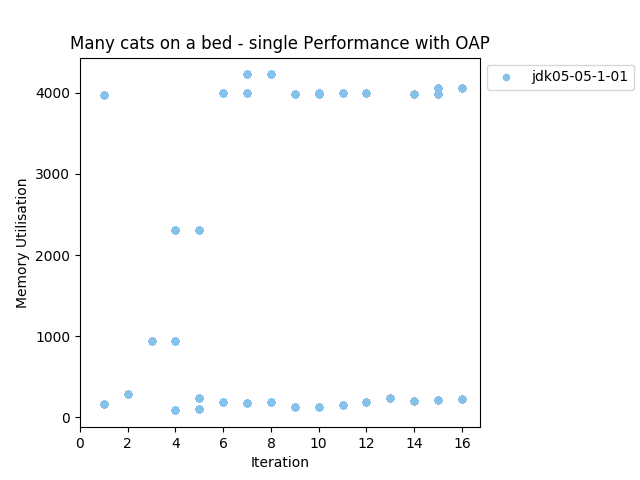 Many cats on a bed - single Performance with OAP
jdk05-05-1-01
Memory Utilisation
4000
3000
2000
1000
0
0 2 4 6 8 10 12 14 16
Iteration